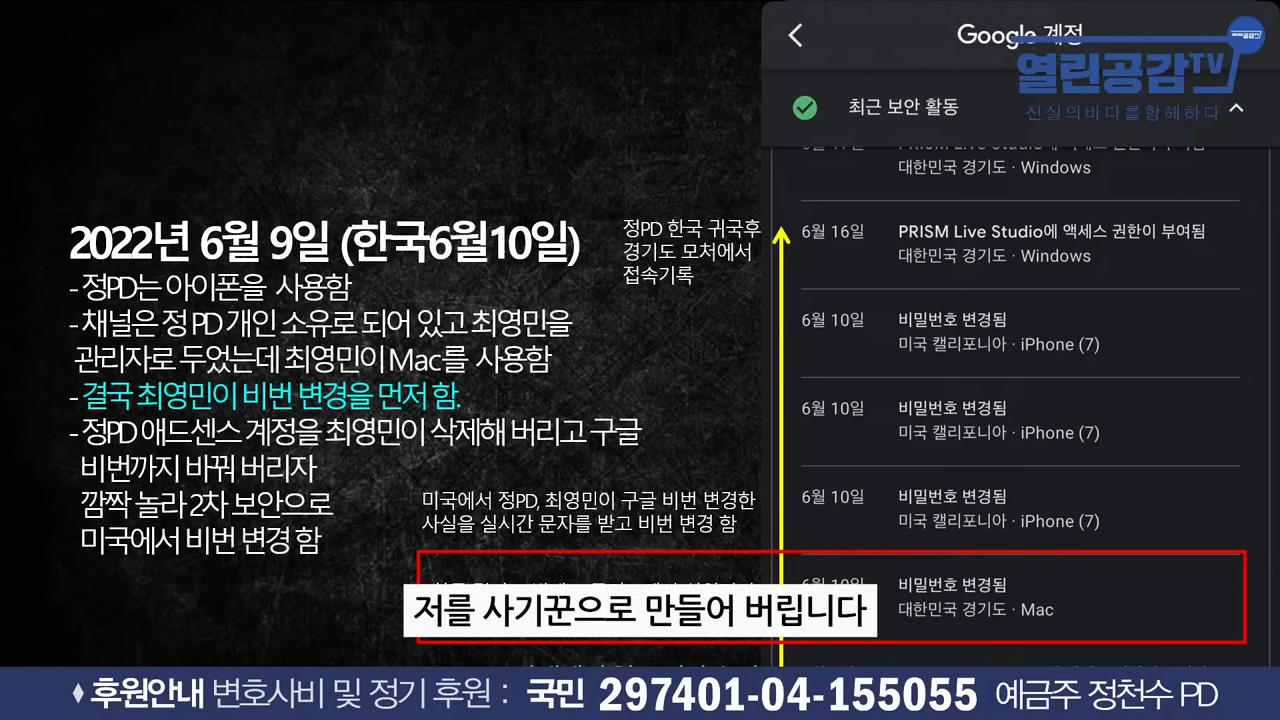 Google 계정
열린공감TV
진실의바다를항해하다
최근 보안 활동
대한민국 경기도 · Windows
6월 16일 PRISM Live Studio에 액세스 권한이 부여됨
대한민국 경기도 · Windows
6월 10일 비밀번호 변경됨
미국 캘리포니아 · iPhone (7)
6월 10일 비밀번호 변경됨
미국 캘리포니아 · iPhone (7)
6월 10일 비밀번호 변경됨
미국 캘리포니아 · iPhone (7)
비밀번호 변경됨
대한민국 경기도 · Mac
정PD 한국 귀국후
경기도 모처에서
접속기록
2022년 6월 9일 (한국6월10일)
- 정PD는 아이폰을 사용함
- 채널은 정 PD 개인 소유로 되어 있고 최영민을
관리자로 두었는데 최영민이 Mac를 사용함
- 결국 최영민이 비번 변경을 먼저 함.
- 정PD 애드센스 계정을 최영민이 삭제해 버리고 구글
비번까지 바꿔 버리자
깜짝 놀라 2차 보안으로
미국에서 비번 변경 함
미국에서 정PD, 최영민이 구글 비번 변경한
사실을 실시간 문자를 받고 비번 변경 함
저를 사기꾼으로 만들어 버립니다
♦ 후원안내 변호사비 및 정기 후원 : 국민 297401-04-155055 예금주 정천수 PD